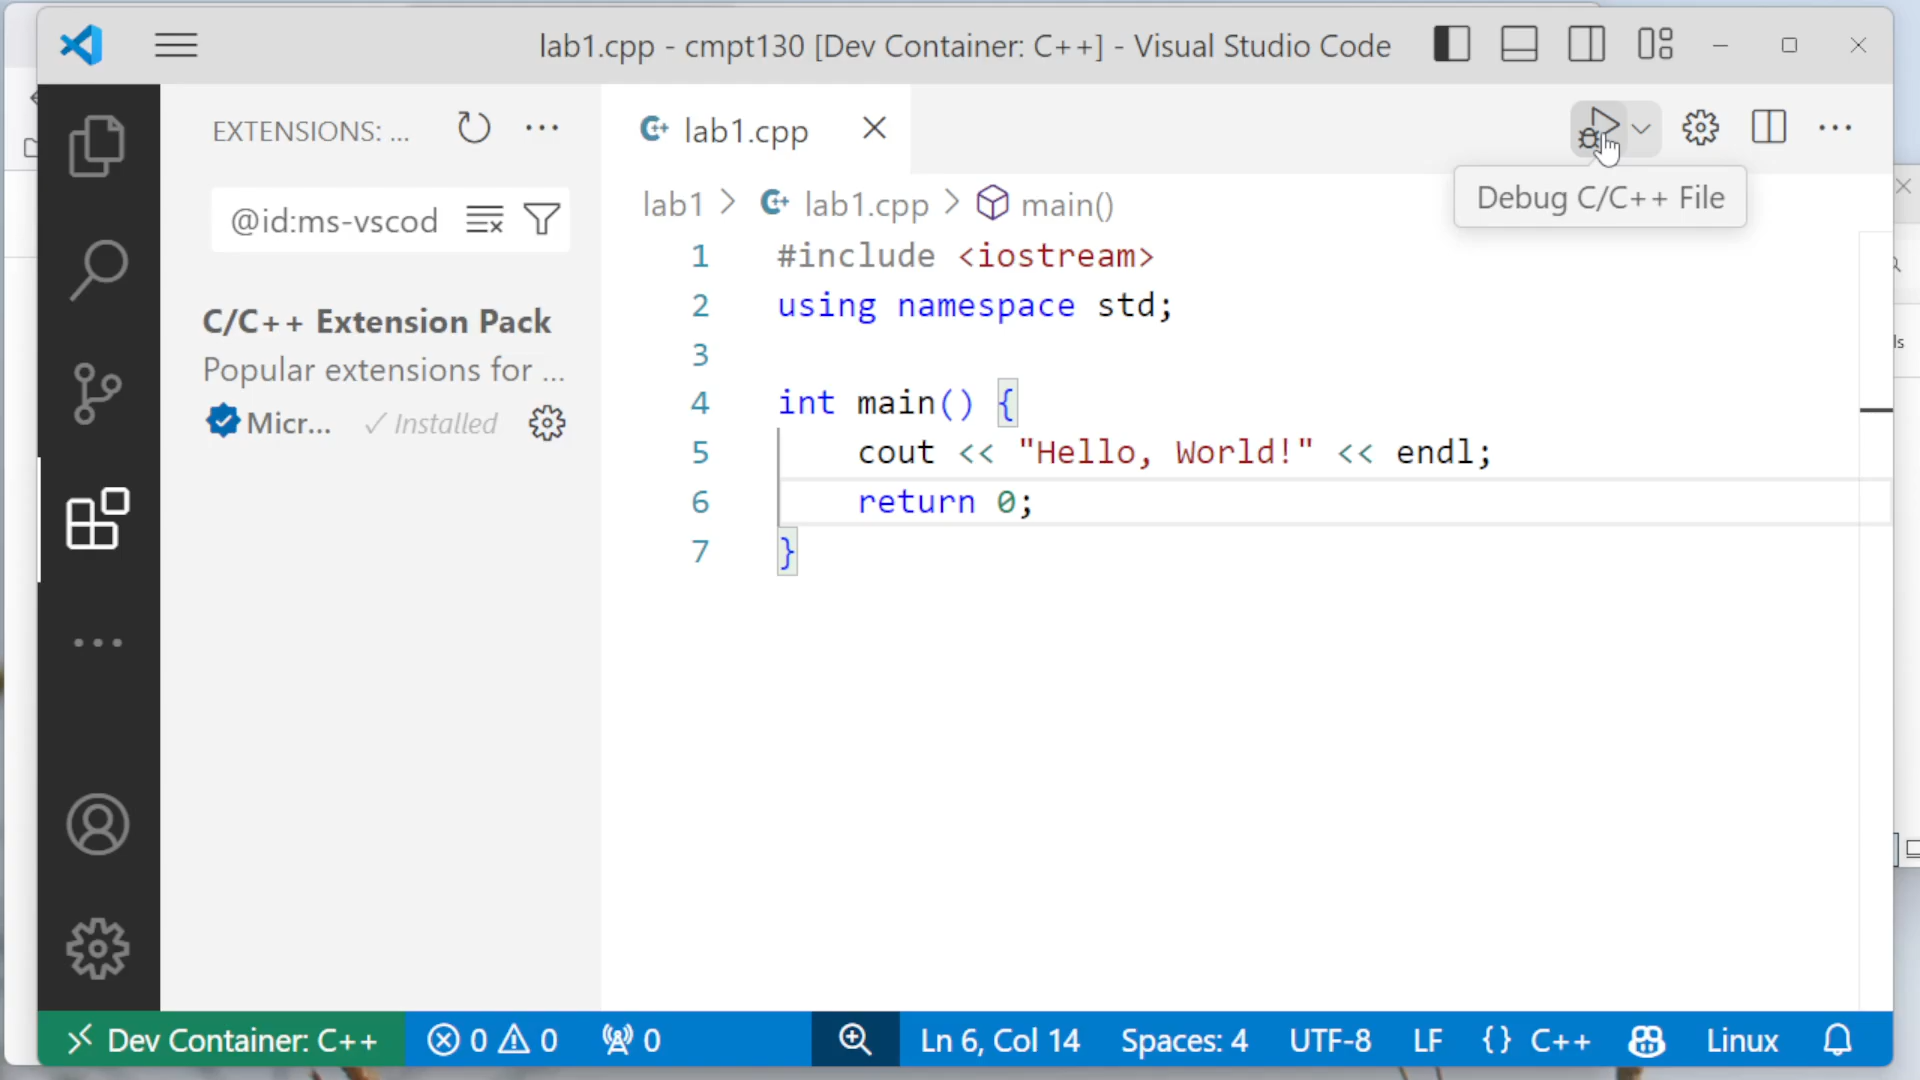 lab1.cpp - cmpt130 [Dev Container: C++] - Visual Studio Code
EXTENSIONS: ...
lab1.cpp
Debug C/C++ File
@id:ms-vscod
lab1 > lab1.cpp > main()
C/C++ Extension Pack
Popular extensions for ...
Micr... ✓ Installed
1 #include <iostream>
2 using namespace std;
3
4 int main() {
5 cout << "Hello, World!" << endl;
6 return 0;
7 }
ls
Dev Container: C++ 0 0 0 Ln 6, Col 14 Spaces: 4 UTF-8 LF {} C++ Linux